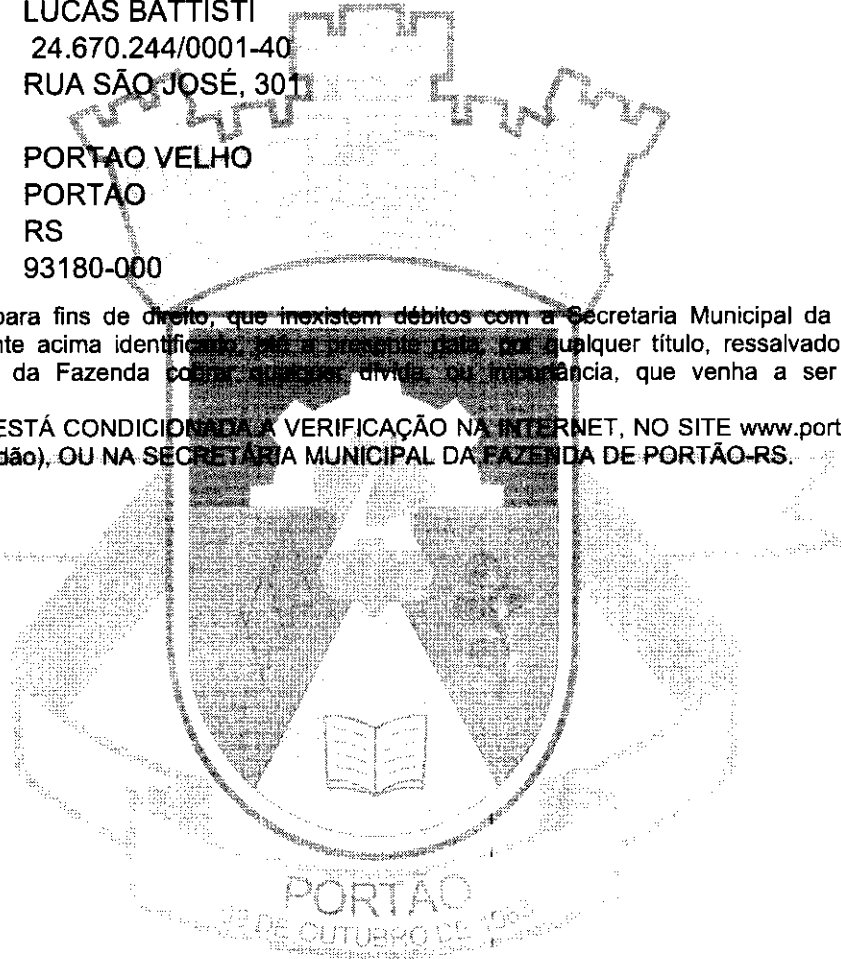 LUCAS BATTISTI
24.670.244/0001-40
RUA SÃO JOSÉ, 301
PORTAO VELHO
PORTÃO
RS
93180-000
para fins de direito, que inexistem débitos com a Secretaria Municipal da
nte acima identificado, até a presente data, por qualquer título, ressalvado
da Fazenda cobrar qualquer dívida, ou importância, que venha a ser
ESTÁ CONDICIONADA A VERIFICAÇÃO NA INTERNET, NO SITE www.port
dão), OU NA SECRETARIA MUNICIPAL DA FAZENDA DE PORTÃO-RS.
PORTÃO
DE OUTUBRO DE